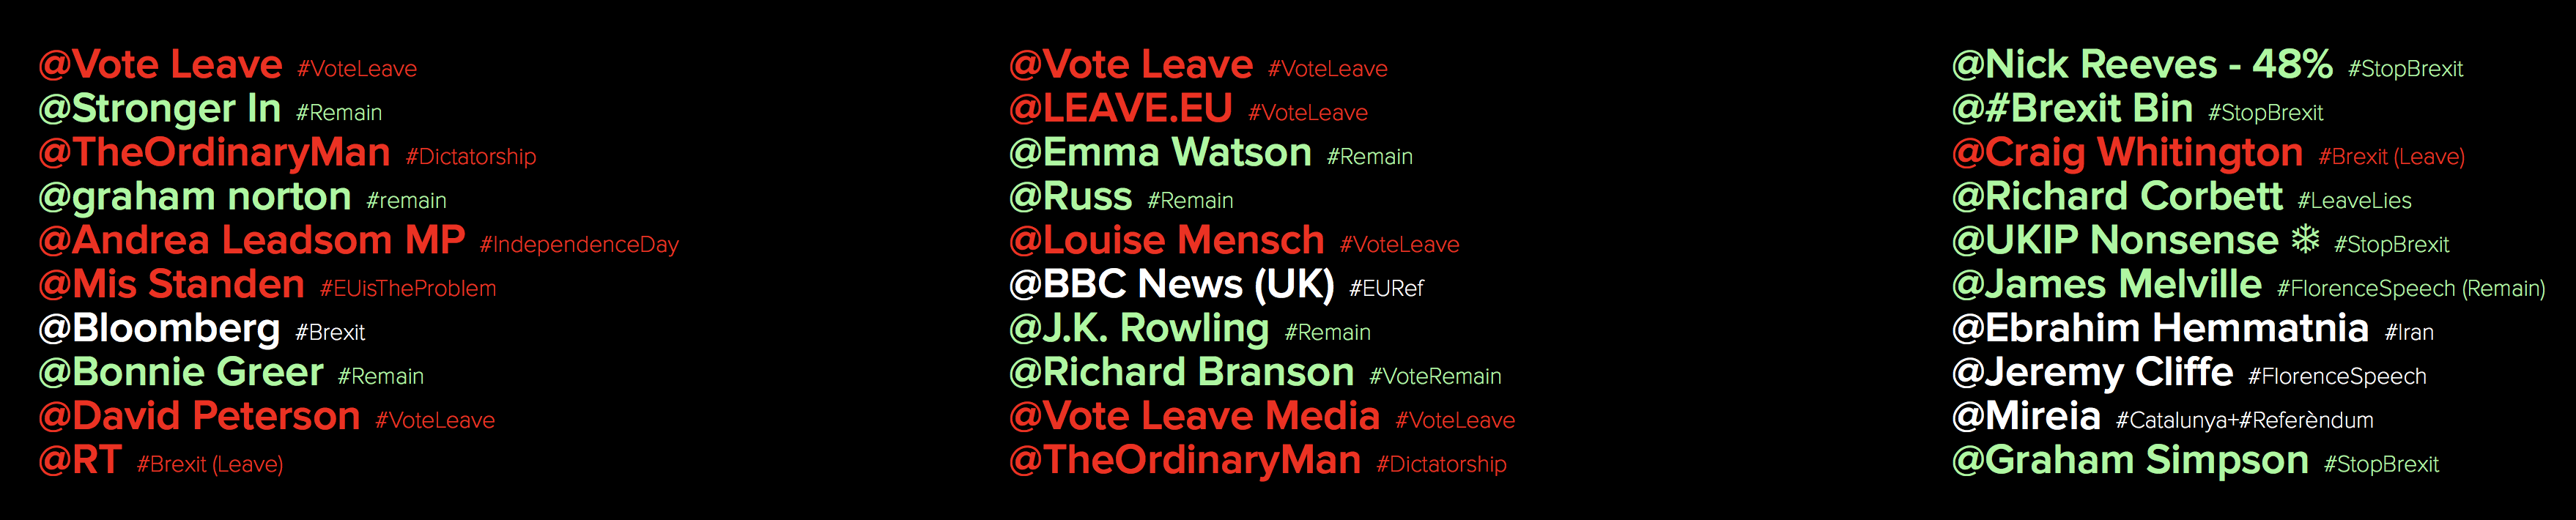 @Vote Leave #VoteLeave
@Stronger In #Remain
@TheOrdinaryMan #Dictatorship
@graham norton #remain
@Andrea Leadsom MP #IndependenceDay
@Mis Standen #EUisTheProblem
@Bloomberg #Brexit
@Bonnie Greer #Remain
@David Peterson #VoteLeave
@RT #Brexit (Leave)
@Vote Leave #VoteLeave
@LEAVE.EU #VoteLeave
@Emma Watson #Remain
@Russ #Remain
@Louise Mensch #VoteLeave
@BBC News (UK) #EURef
@J.K. Rowling #Remain
@Richard Branson #VoteRemain
@Vote Leave Media #VoteLeave
@TheOrdinaryMan #Dictatorship
@Nick Reeves - 48% #StopBrexit
@#Brexit Bin #StopBrexit
@Craig Whitington #Brexit (Leave)
@Richard Corbett #LeaveLies
@UKIP Nonsense ❄ #StopBrexit
@James Melville #FlorenceSpeech (Remain)
@Ebrahim Hemmatnia #Iran
@Jeremy Cliffe #FlorenceSpeech
@Mireia #Catalunya+#Referèndum
@Graham Simpson #StopBrexit